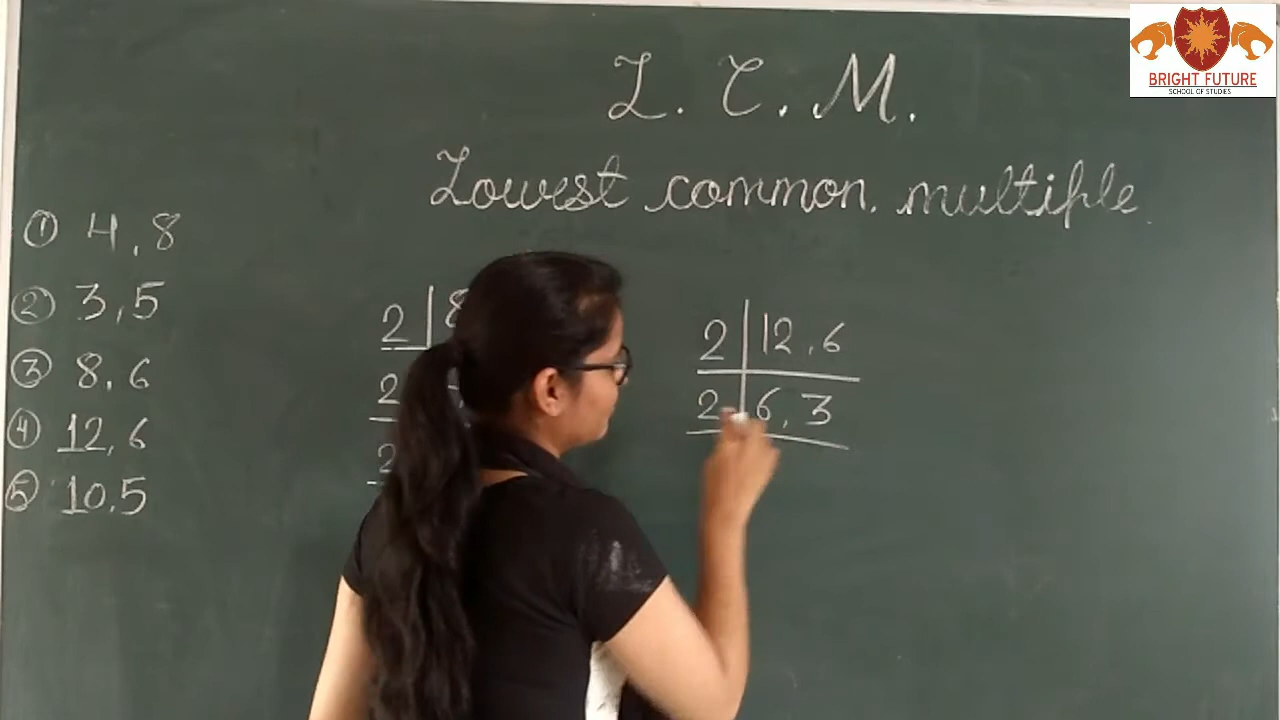 BRIGHT FUTURE
SCHOOL OF STUDIES
L. C. M.
Lowest common multiple
① 4, 8
② 3, 5
③ 8, 6
④ 12, 6
⑤ 10, 5
2 | 8
2
2
2 | 12, 6
2 | 6, 3